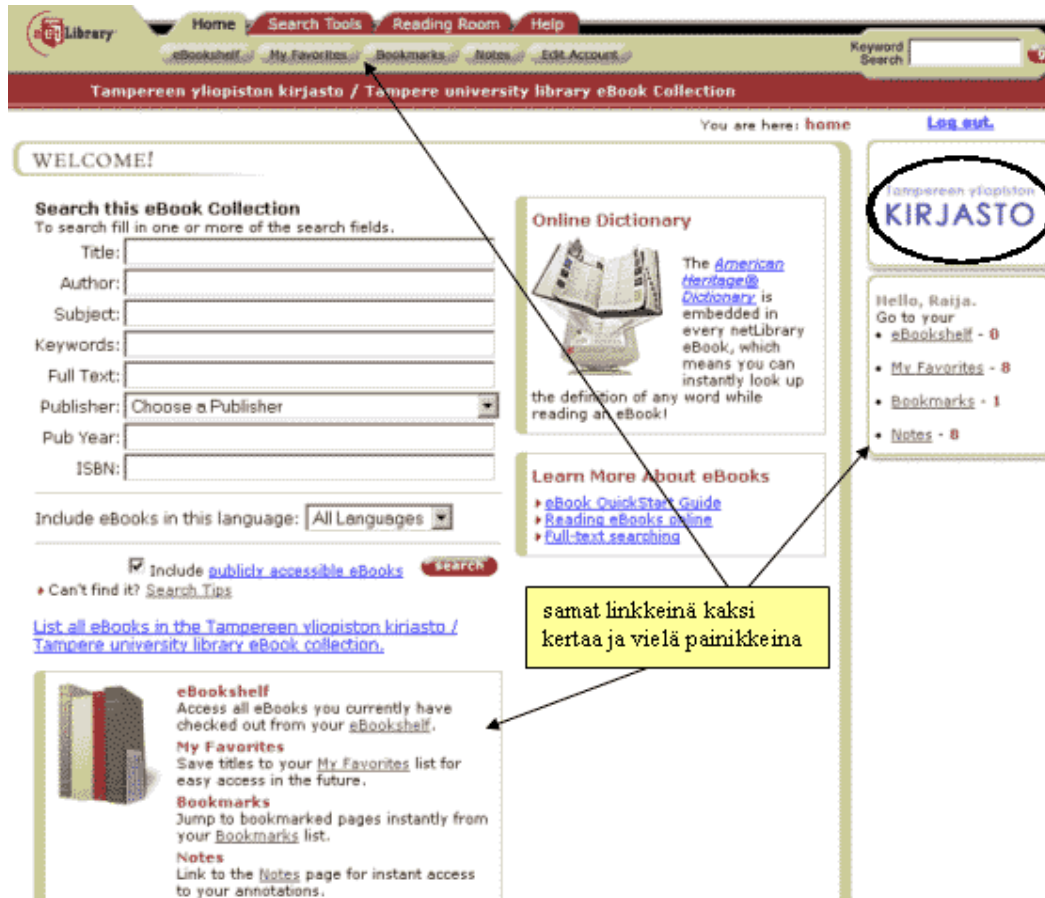 Library
Home Search Tools Reading Room Help
eBookshelf My Favorites Bookmarks Notes Edit Account
Keyword
Search
Tampereen yliopiston kirjasto / Tampere university library eBook Collection
You are here: home
Log out.
WELCOME!
Tampereen yliopiston
KIRJASTO
Search this eBook Collection
To search fill in one or more of the search fields.
Title:
Author:
Subject:
Keywords:
Full Text:
Publisher: Choose a Publisher
Pub Year:
ISBN:
Include eBooks in this language: All Languages
Include publicly accessible eBooks search
Can't find it? Search Tips
List all eBooks in the Tampereen yliopiston kirjasto /
Tampere university library eBook collection.
Online Dictionary
The American
Heritage®
Dictionary is
embedded in
every netLibrary
eBook, which
means you can
instantly look up
the definition of any word while
reading an eBook!
Learn More About eBooks
eBook QuickStart Guide
Reading eBooks online
Full-text searching
Hello, Raija.
Go to your
eBookshelf - 0
My Favorites - 8
Bookmarks - 1
Notes - 8
samat linkkeinä kaksi
kertaa ja vielä painikkeina
eBookshelf
Access all eBooks you currently have
checked out from your eBookshelf.
My Favorites
Save titles to your My Favorites list for
easy access in the future.
Bookmarks
Jump to bookmarked pages instantly from
your Bookmarks list.
Notes
Link to the Notes page for instant access
to your annotations.